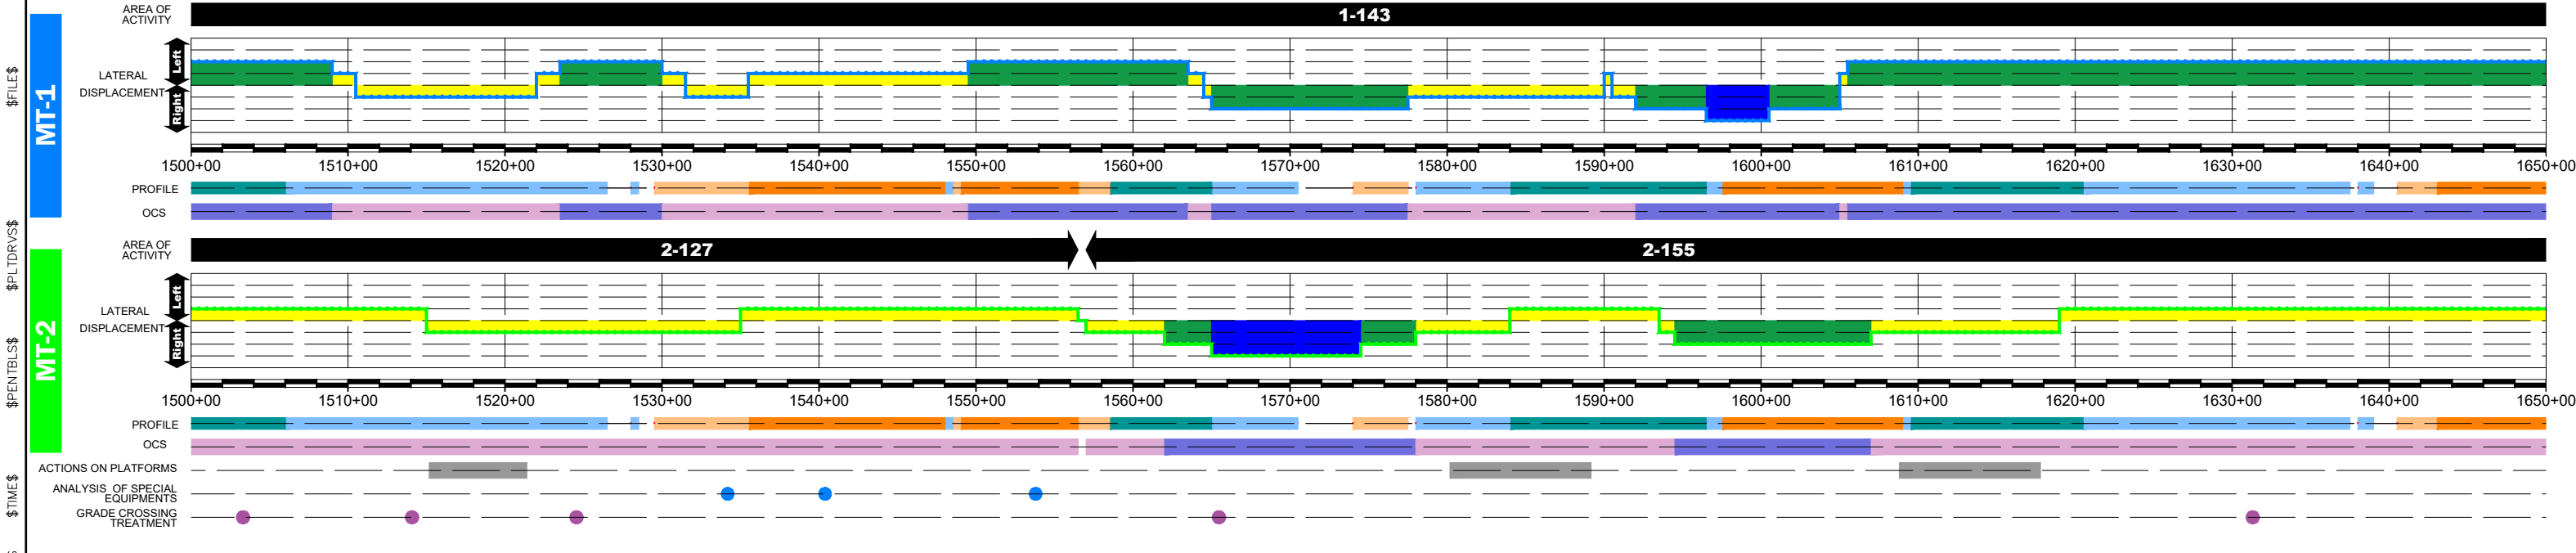 AREA OF
ACTIVITY
1-143
MT-1
Left
LATERAL
DISPLACEMENT
Right
1500+00 1510+00 1520+00 1530+00 1540+00 1550+00 1560+00 1570+00 1580+00 1590+00 1600+00 1610+00 1620+00 1630+00 1640+00 1650+00
PROFILE
OCS
AREA OF
ACTIVITY
2-127 2-155
MT-2
Left
LATERAL
DISPLACEMENT
Right
1500+00 1510+00 1520+00 1530+00 1540+00 1550+00 1560+00 1570+00 1580+00 1590+00 1600+00 1610+00 1620+00 1630+00 1640+00 1650+00
PROFILE
OCS
ACTIONS ON PLATFORMS
ANALYSIS OF SPECIAL
EQUIPMENTS
GRADE CROSSING
TREATMENT
$FILE$
$PLTDRVS$
$PENTBLS$
$TIME$